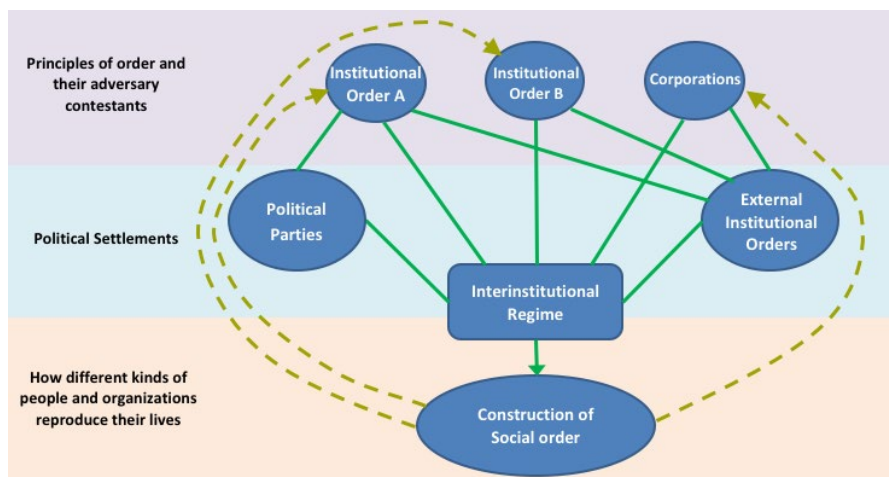 Principles of order and
their adversary
contestants
Institutional
Order A
Institutional
Order B
Corporations
Political Settlements
Political
Parties
External
Institutional
Orders
Interinstitutional
Regime
How different kinds of
people and organizations
reproduce their lives
Construction of
Social order